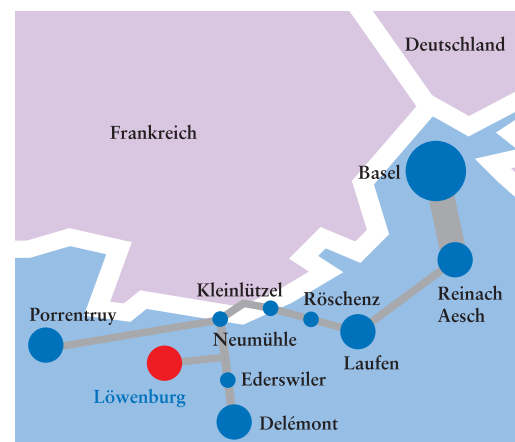 Deutschland
Frankreich
Basel
Kleinlützel
Röschenz
Reinach
Aesch
Porrentruy
Neumühle
Laufen
Ederswiler
Löwenburg
Delémont